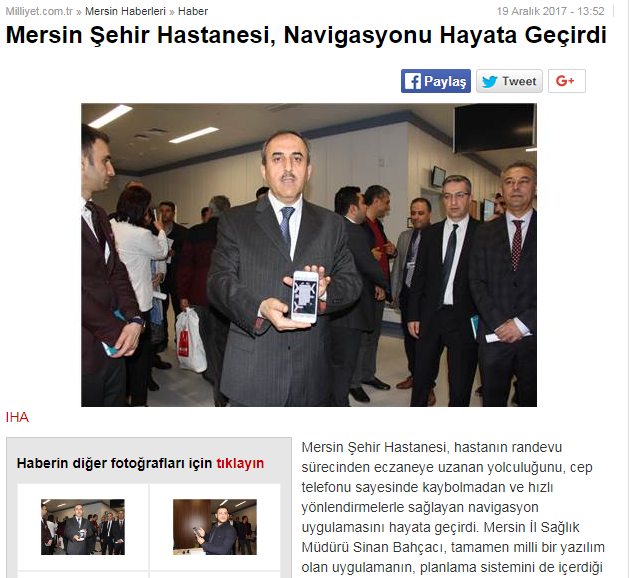 Milliyet.com.tr » Mersin Haberleri » Haber
19 Aralık 2017 - 13:52
Mersin Şehir Hastanesi, Navigasyonu Hayata Geçirdi
Paylaş
Tweet
G+
IHA
Haberin diğer fotoğrafları için tıklayın
Mersin Şehir Hastanesi, hastanın randevu
sürecinden eczaneye uzanan yolculuğunu, cep
telefonu sayesinde kaybolmadan ve hızlı
yönlendirmelerle sağlayan navigasyon
uygulamasını hayata geçirdi. Mersin İl Sağlık
Müdürü Sinan Bahçacı, tamamen milli bir yazılım
olan uygulamanın, planlama sistemini de içerdiği